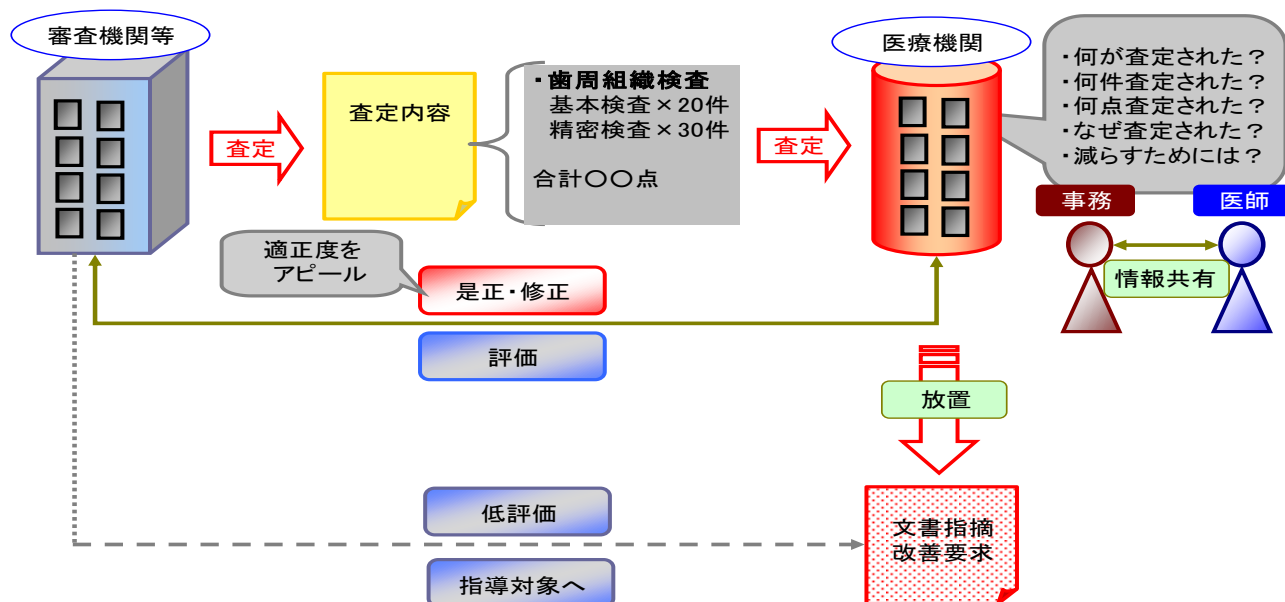 審査機関等
医療機関
・何が査定された？
・何件査定された？
・何点査定された？
・なぜ査定された？
・減らすためには？
査定
査定内容
・歯周組織検査
基本検査×20件
精密検査×30件
合計〇〇点
査定
事務
医師
情報共有
適正度を
アピール
是正・修正
評価
放置
低評価
指導対象へ
文書指摘
改善要求